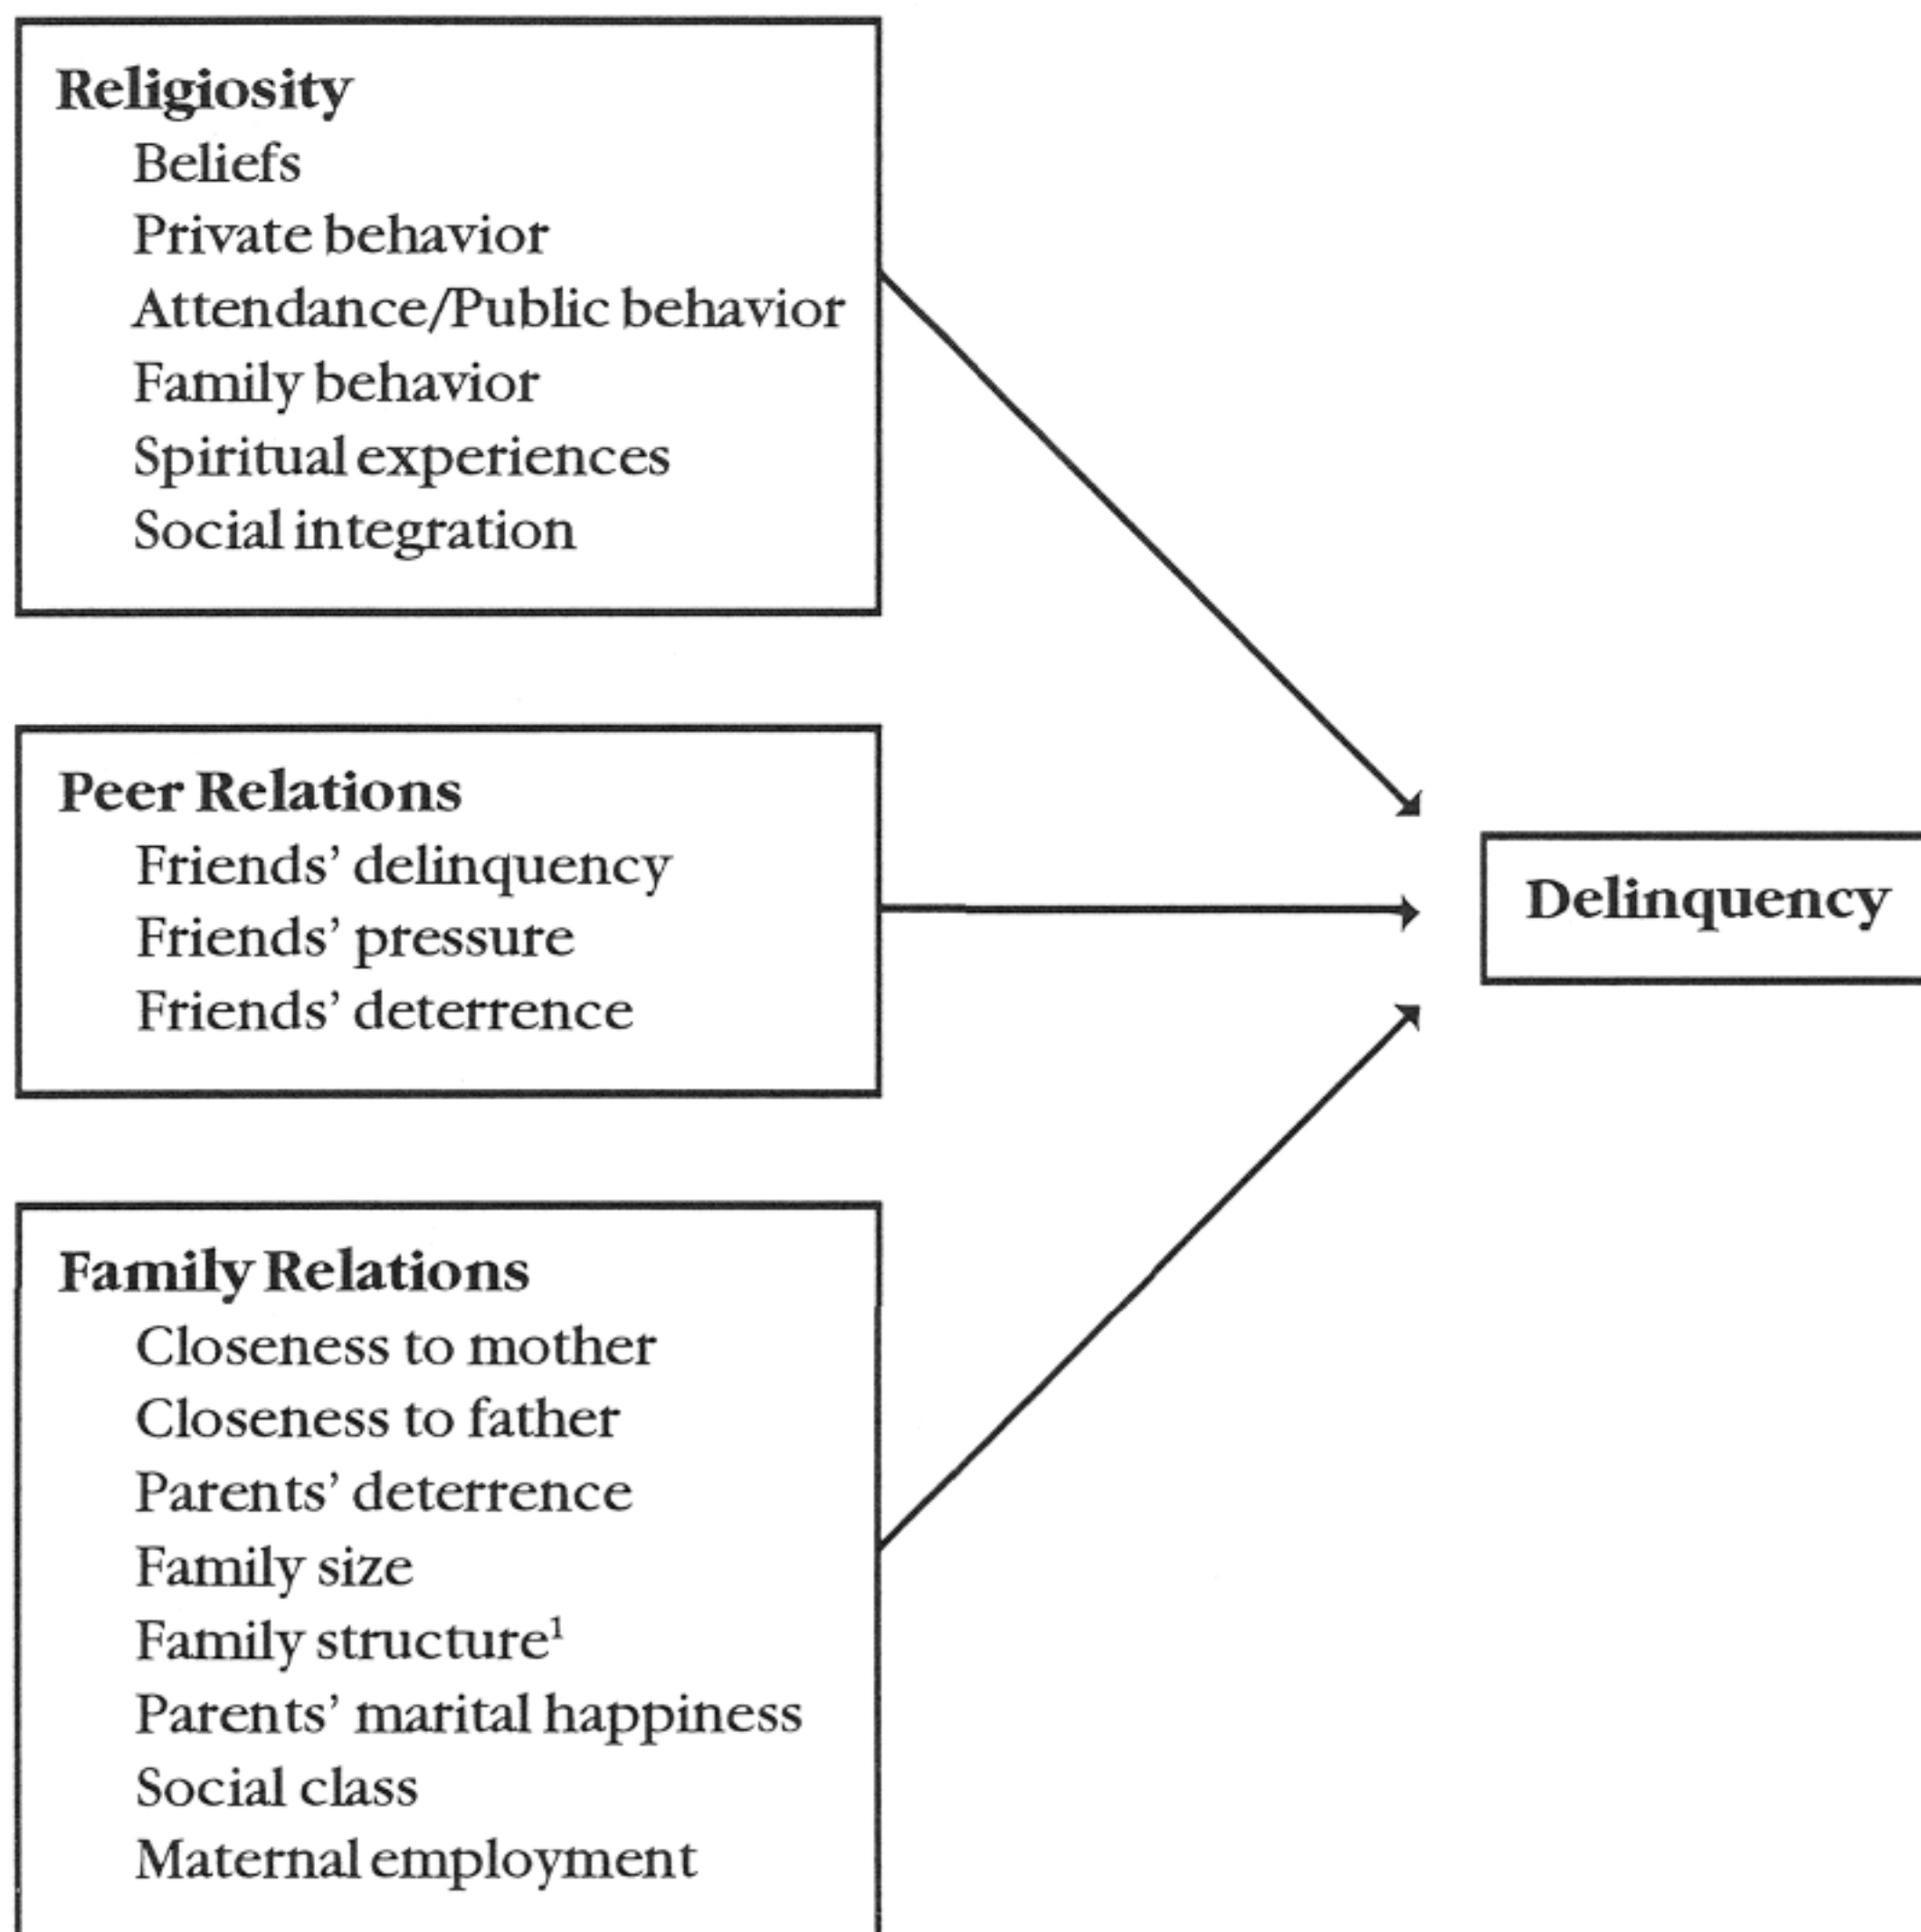 Religiosity
Beliefs
Private behavior
Attendance/Public behavior
Family behavior
Spiritual experiences
Social integration
Peer Relations
Friends’ delinquency
Friends’ pressure
Friends’ deterrence
Delinquency
Family Relations
Closeness to mother
Closeness to father
Parents’ deterrence
Family size
Family structure¹
Parents’ marital happiness
Social class
Maternal employment